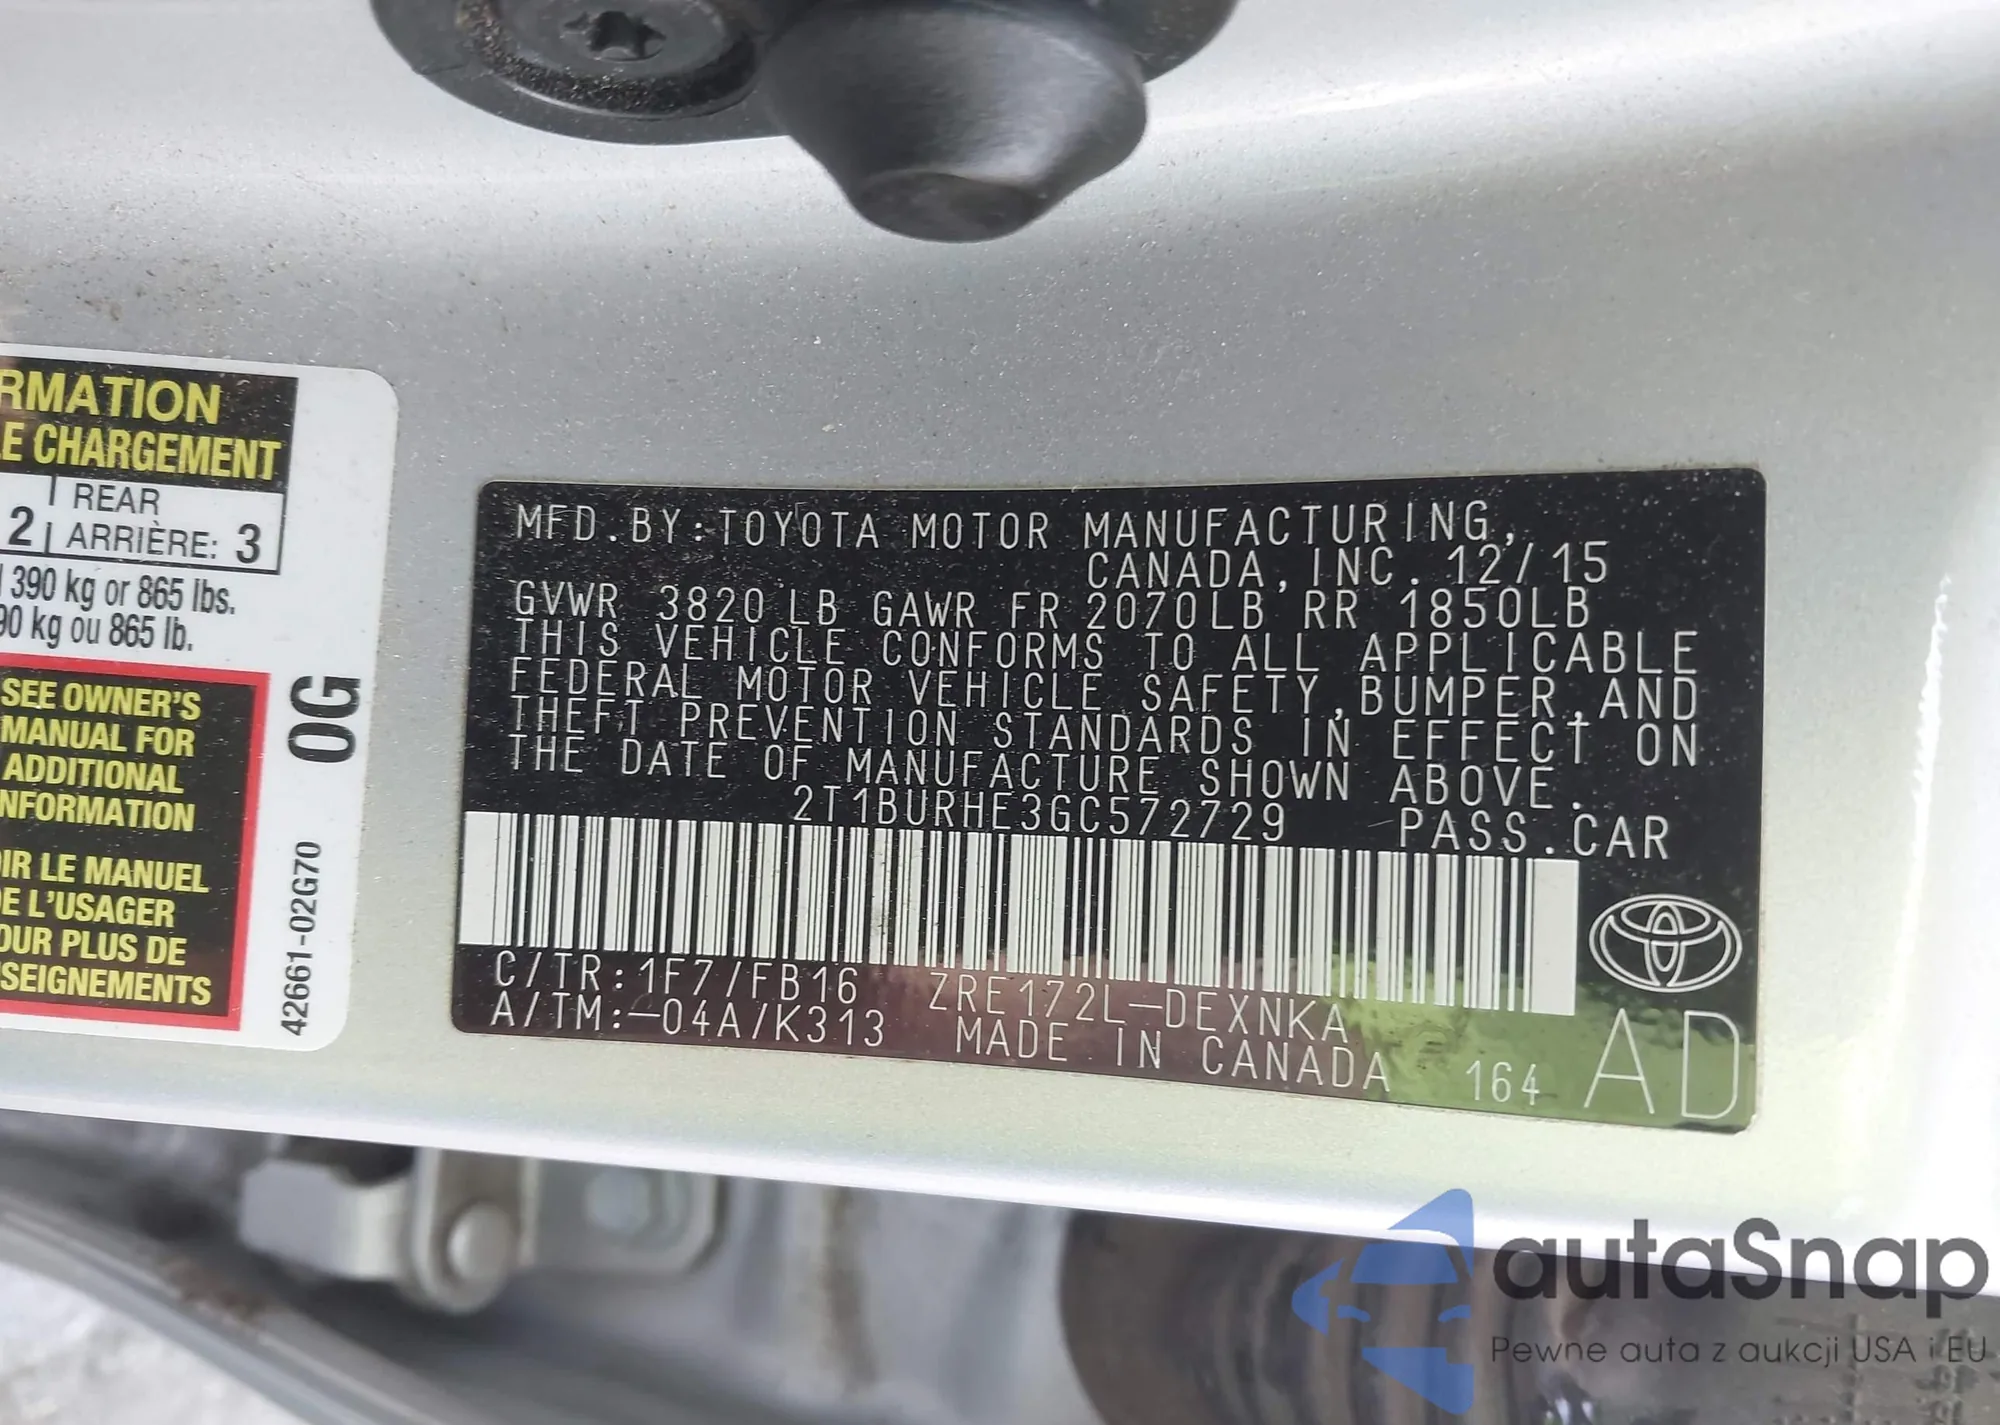 RMATION
LE CHARGEMENT
2 REAR
ARRIÈRE: 3
390 kg or 865 lbs.
90 kg ou 865 lb.
SEE OWNER'S
MANUAL FOR
ADDITIONAL
NFORMATION
IR LE MANUEL
DE L'USAGER
OUR PLUS DE
SEIGNEMENTS
0G
42661-02G70
MFD. BY: TOYOTA MOTOR MANUFACTURING,
CANADA, INC. 12/15
GVWR 3820 LB GAWR FR 2070LB RR 1850LB
THIS VEHICLE CONFORMS TO ALL APPLICABLE
FEDERAL MOTOR VEHICLE SAFETY, BUMPER, AND
THEFT PREVENTION STANDARDS IN EFFECT ON
THE DATE OF MANUFACTURE SHOWN ABOVE.
2T1BURHE3GC572729 PASS. CAR
C/TR: 1F7/FB16 ZRE172L-DEXNKA
A/TM: -04A/K313 MADE IN CANADA 164 AD
autaSnap
Pewne auta z aukcji USA i EU